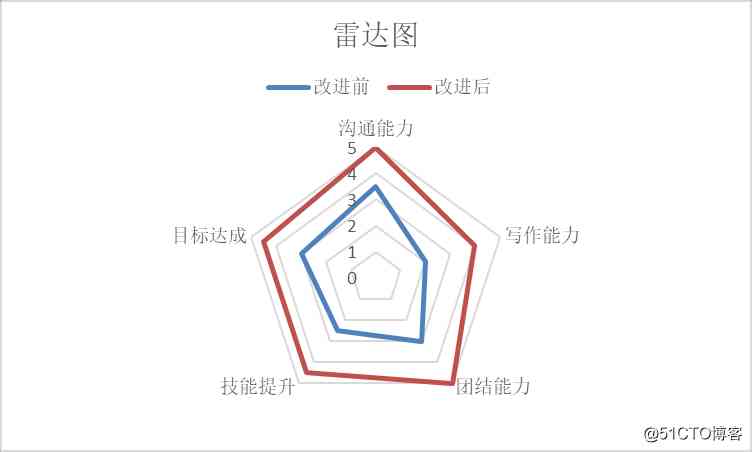 雷达图
改进前 改进后
沟通能力
5
4
3
2
1
0
目标达成
写作能力
技能提升
团结能力
@51CTO博客